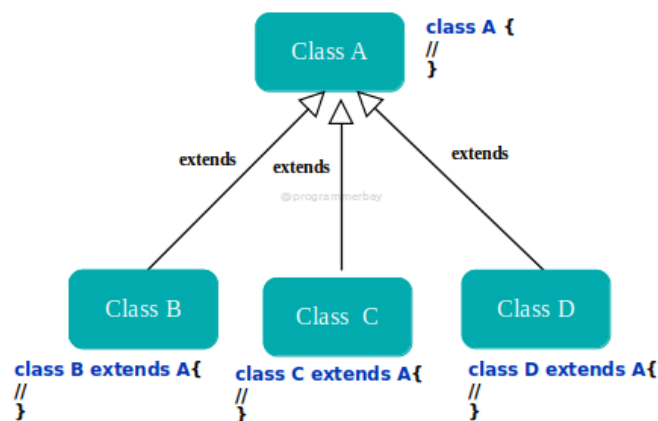 Class A
class A {
//
}
extends
extends
extends
@programmerbay
Class B
Class C
Class D
class B extends A{
//
}
class C extends A{
//
}
class D extends A{
//
}